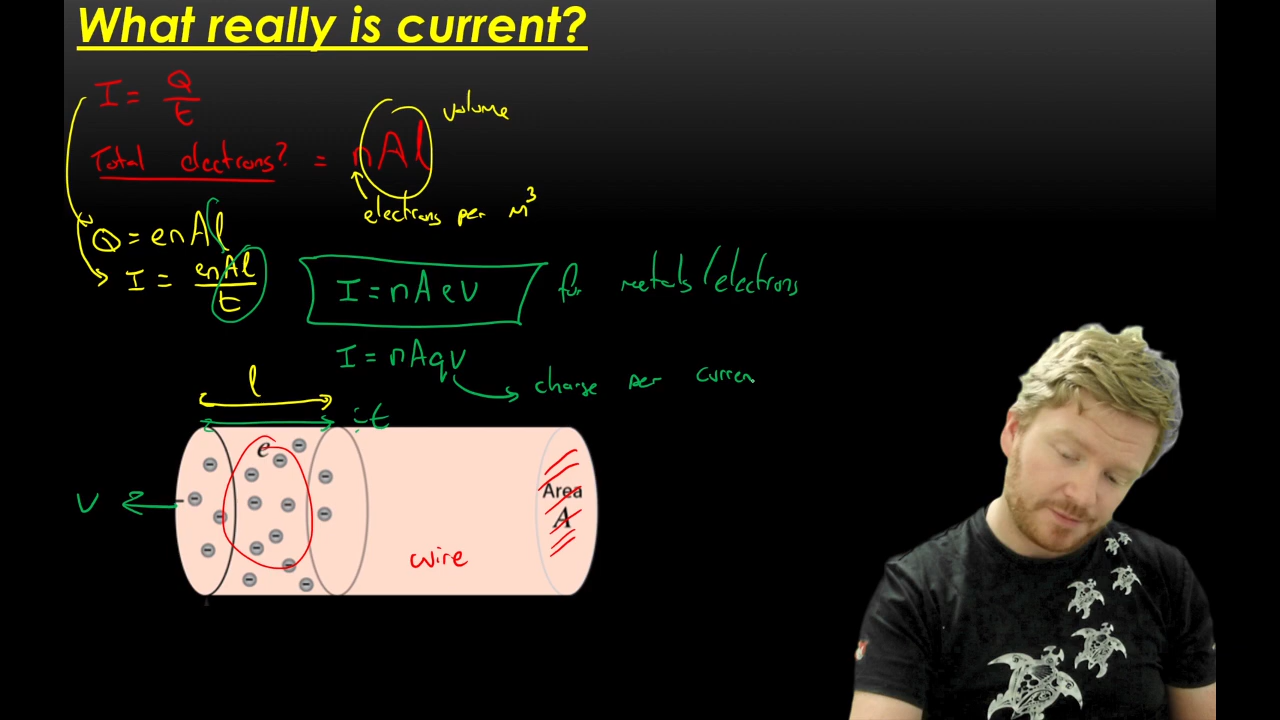 What really is current?
I = Q/t
Total electrons? = nAl
volume
electrons per m³
Q = enAl
I = enAl/t
I = nAev for metals/electrons
I = nAqv
charge per curren
l
÷t
e
v
Area
A
wire